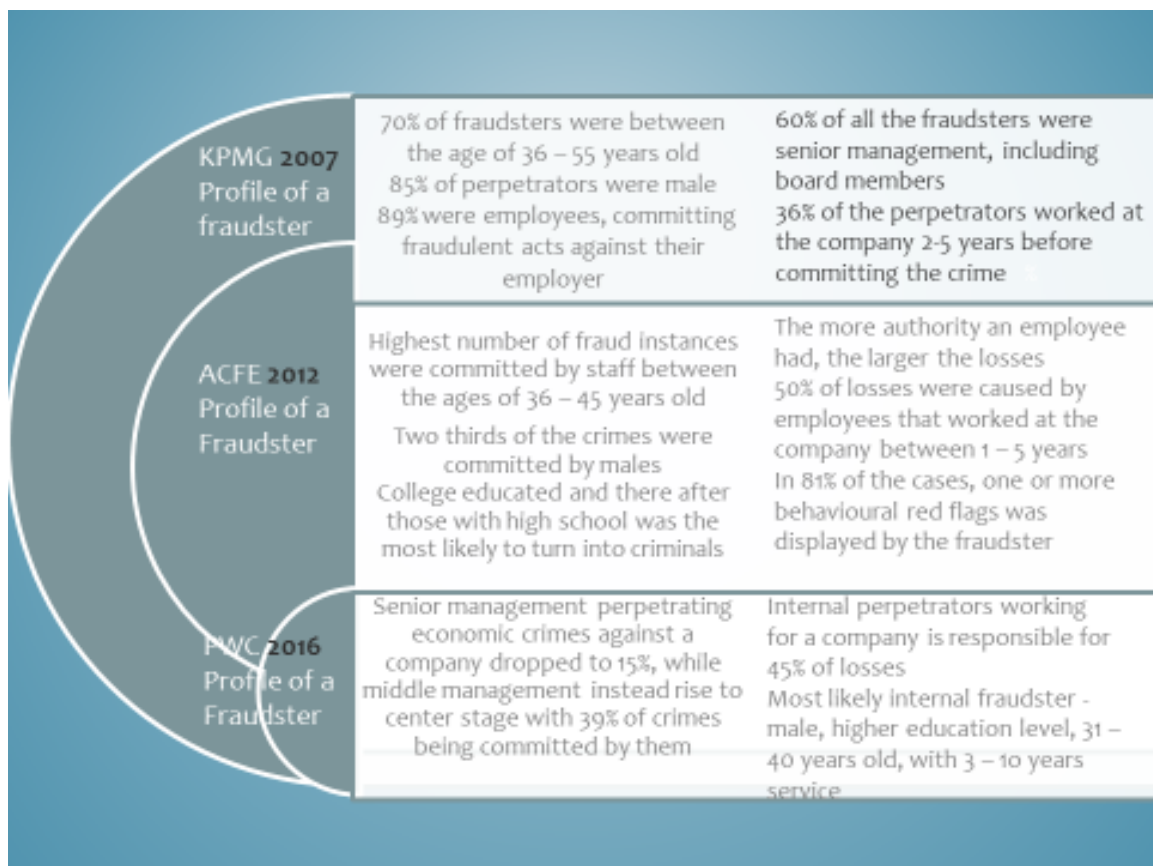 KPMG 2007
Profile of a
fraudster
70% of fraudsters were between
the age of 36 – 55 years old
85% of perpetrators were male
89% were employees, committing
fraudulent acts against their
employer
60% of all the fraudsters were
senior management, including
board members
36% of the perpetrators worked at
the company 2-5 years before
committing the crime
ACFE 2012
Profile of a
Fraudster
Highest number of fraud instances
were committed by staff between
the ages of 36 – 45 years old
Two thirds of the crimes were
committed by males
College educated and there after
those with high school was the
most likely to turn into criminals
The more authority an employee
had, the larger the losses
50% of losses were caused by
employees that worked at the
company between 1 – 5 years
In 81% of the cases, one or more
behavioural red flags was
displayed by the fraudster
PWC 2016
Profile of a
Fraudster
Senior management perpetrating
economic crimes against a
company dropped to 15%, while
middle management instead rise to
center stage with 39% of crimes
being committed by them
Internal perpetrators working
for a company is responsible for
45% of losses
Most likely internal fraudster -
male, higher education level, 31 –
40 years old, with 3 – 10 years
service